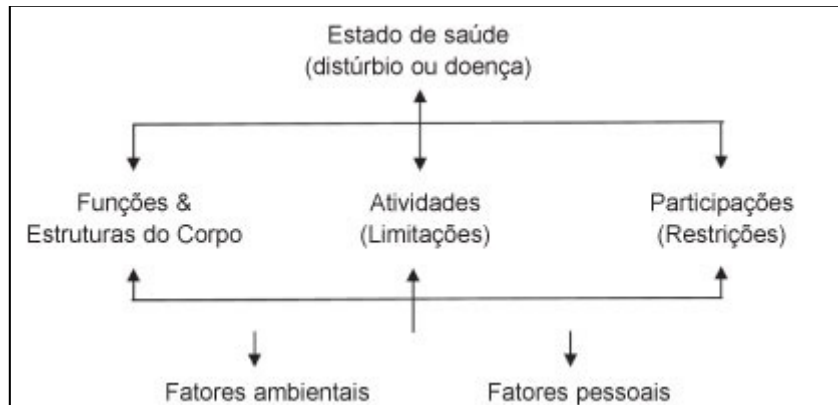 Estado de saúde
(distúrbio ou doença)
Funções &
Estruturas do Corpo
Atividades
(Limitações)
Participações
(Restrições)
Fatores ambientais
Fatores pessoais